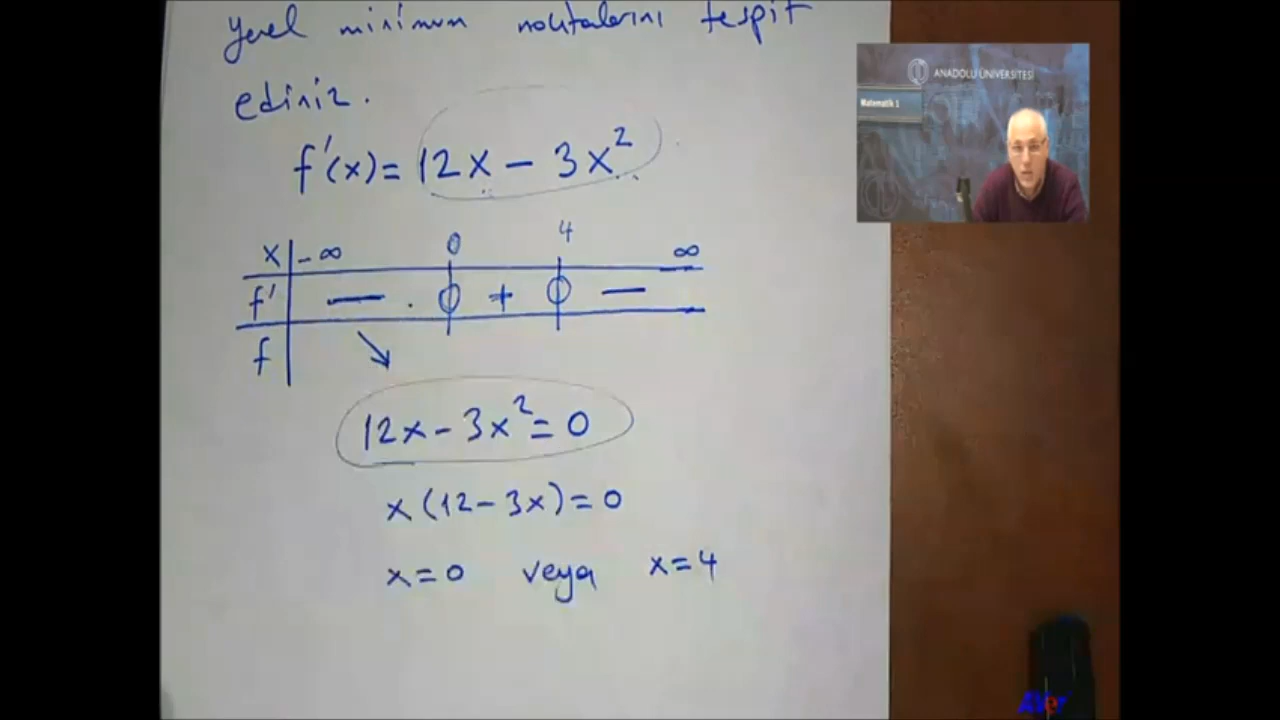 Yerel minimum noktalarını tespit
ediniz.
f'(x) = 12x - 3x²
x -∞ 0 4 ∞
f' — . 0 + 0 —
f ↘
12x - 3x² = 0
x(12 - 3x) = 0
x = 0 veya x = 4
ANADOLU ÜNİVERSİTESİ
Matematik 1
AVer